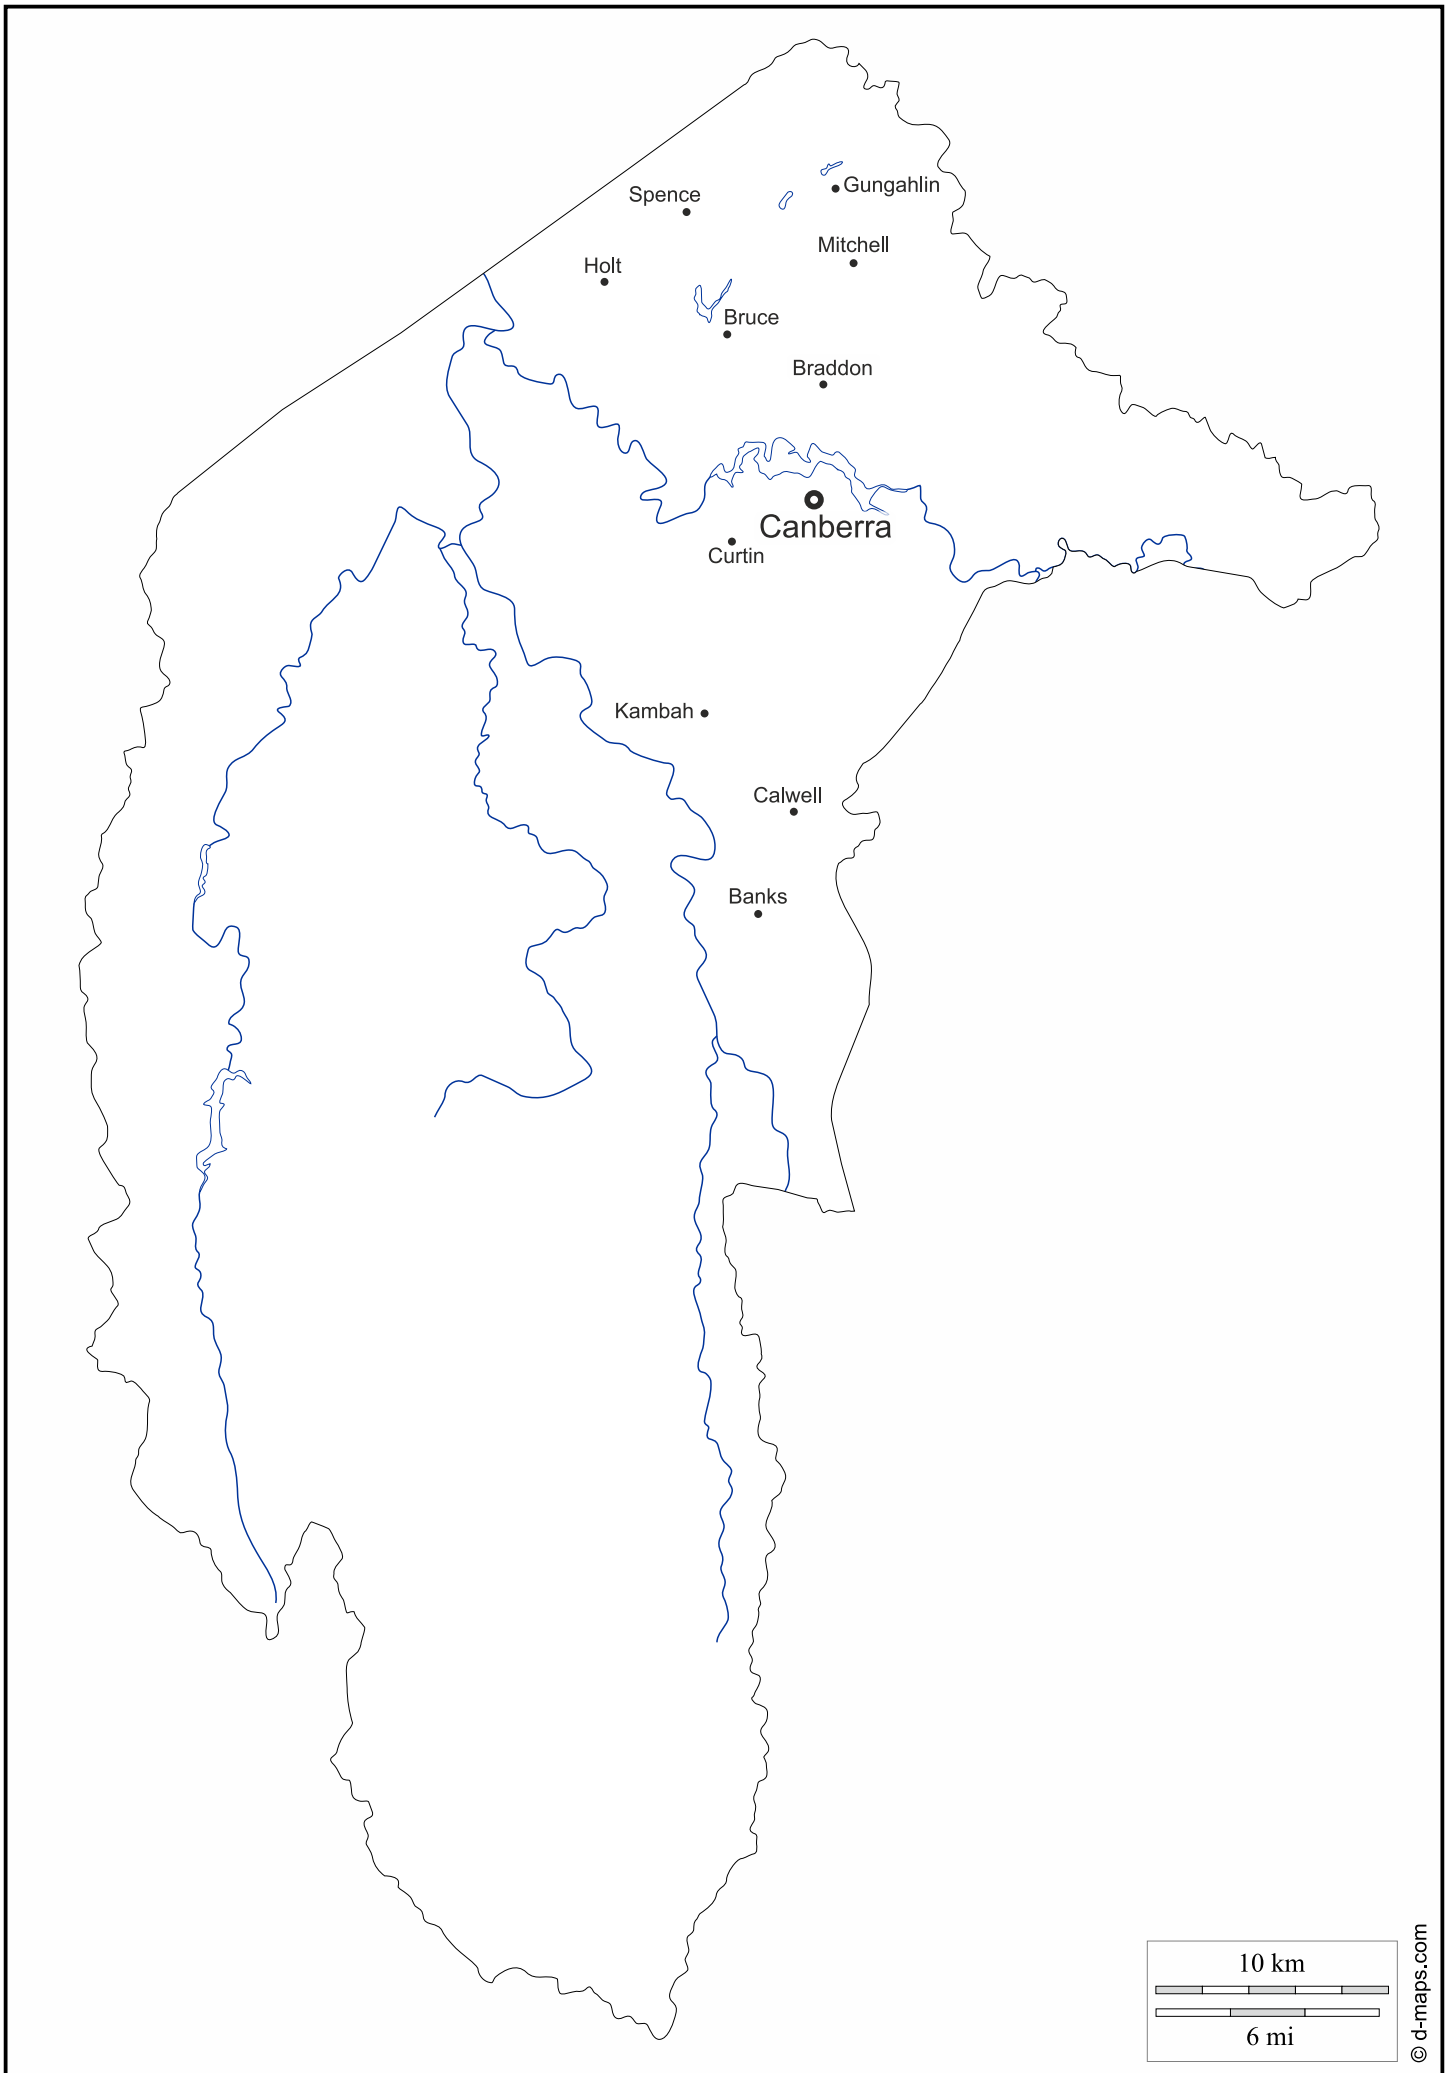 Gungahlin
Spence
Mitchell
Holt
Bruce
Braddon
Canberra
Curtin
Kambah
Calwell
Banks
10 km
6 mi
© d-maps.com